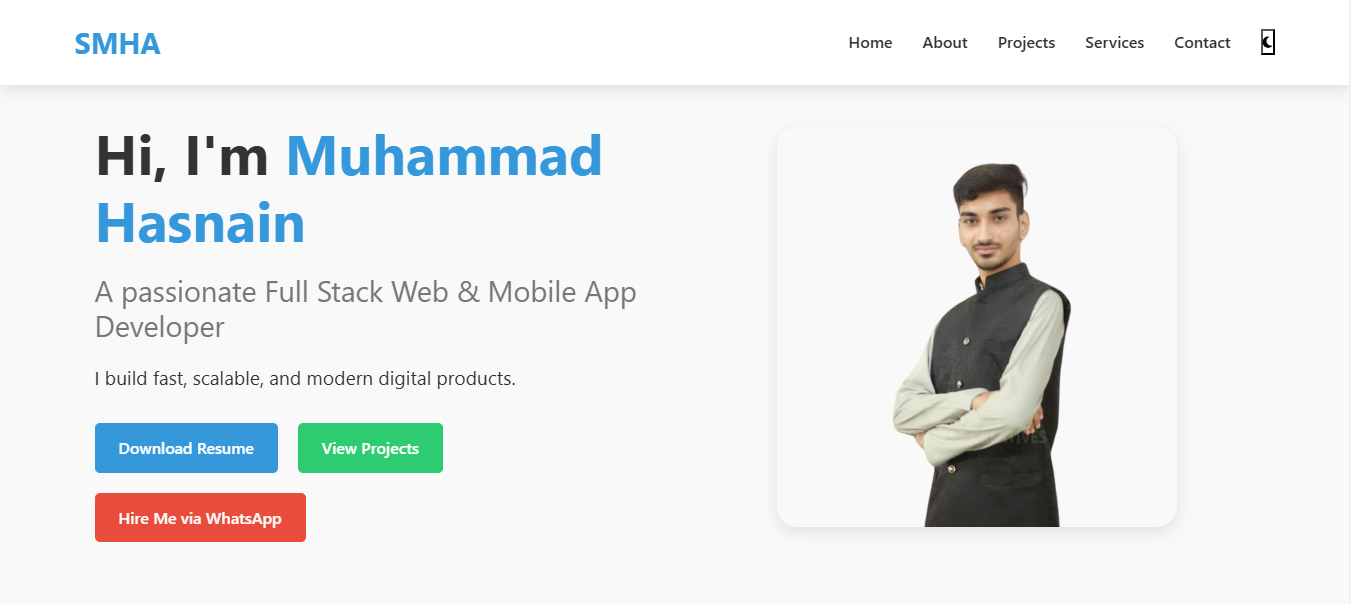 SMHA
Home About Projects Services Contact
Hi, I'm Muhammad
Hasnain
A passionate Full Stack Web & Mobile App
Developer
I build fast, scalable, and modern digital products.
Download Resume View Projects
Hire Me via WhatsApp